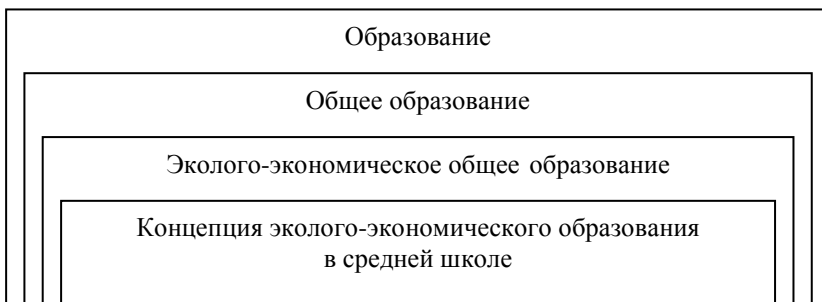 Образование
Общее образование
Эколого-экономическое общее образование
Концепция эколого-экономического образования
в средней школе